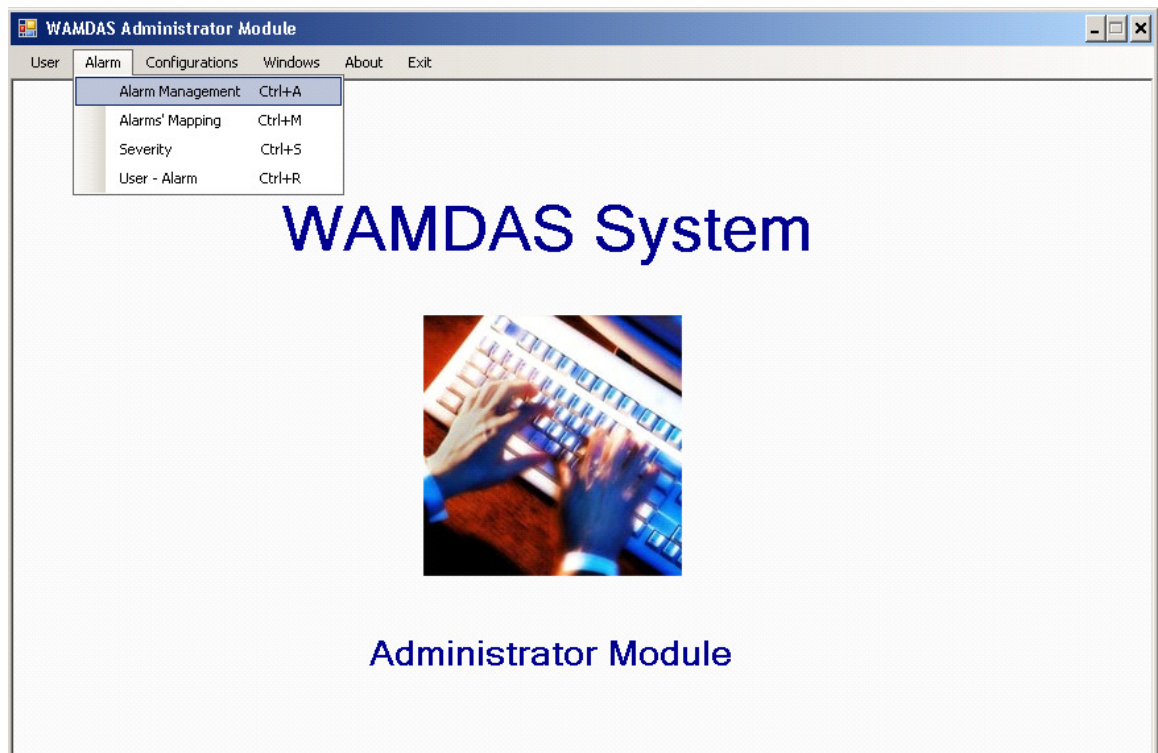 WAMDAS Administrator Module
User Alarm Configurations Windows About Exit
Alarm Management Ctrl+A
Alarms' Mapping Ctrl+M
Severity Ctrl+S
User - Alarm Ctrl+R
WAMDAS System
Administrator Module